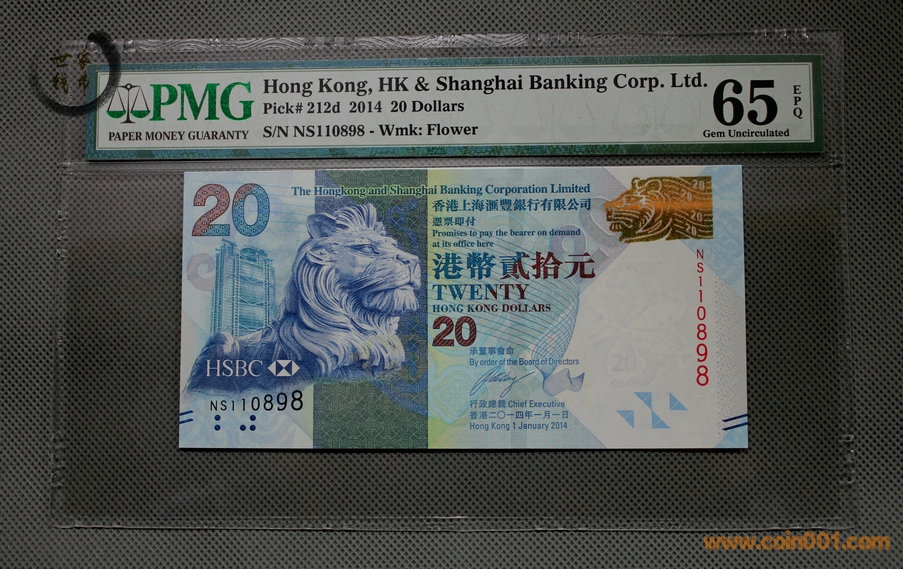 世家
钱币
PMG
PAPER MONEY GUARANTY
Hong Kong, HK & Shanghai Banking Corp. Ltd.
Pick# 212d 2014 20 Dollars
S/N NS110898 - Wmk: Flower
65 EPQ
Gem Uncirculated
20
The Hongkong and Shanghai Banking Corporation Limited
香港上海滙豐銀行有限公司
憑票即付
Promises to pay the bearer on demand
at its office here
港幣貳拾元
TWENTY
HONG KONG DOLLARS
20
承董事會命
By order of the Board of Directors
行政總裁 Chief Executive
香港二〇一四年一月一日
Hong Kong 1 January 2014
HSBC
NS110898
NS110898
20
www.coin001.com